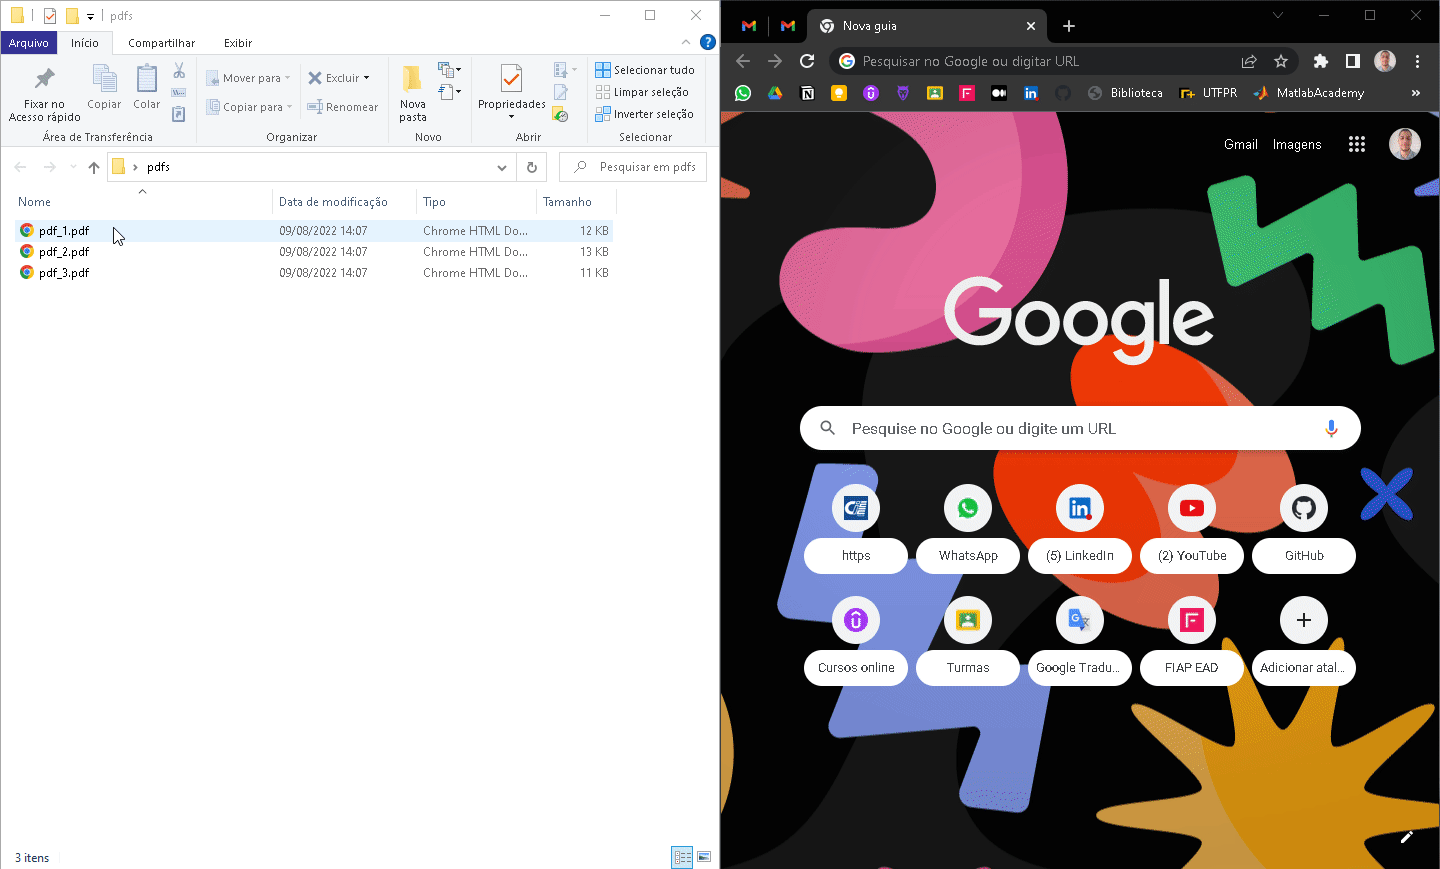 pdfs
Arquivo
Início
Compartilhar
Exibir
Fixar no
Acesso rápido
Copiar
Colar
Mover para
Copiar para
Excluir
Renomear
Nova
pasta
Propriedades
Selecionar tudo
Limpar seleção
Inverter seleção
Área de Transferência
Organizar
Novo
Abrir
Selecionar
pdfs
Pesquisar em pdfs
Nome
Data de modificação
Tipo
Tamanho
pdf_1.pdf 09/08/2022 14:07 Chrome HTML Do... 12 KB
pdf_2.pdf 09/08/2022 14:07 Chrome HTML Do... 13 KB
pdf_3.pdf 09/08/2022 14:07 Chrome HTML Do... 11 KB
3 itens
Nova guia
Pesquisar no Google ou digitar URL
Biblioteca
UTFPR
MatlabAcademy
Gmail
Imagens
Google
Pesquise no Google ou digite um URL
https
WhatsApp
(5) LinkedIn
(2) YouTube
GitHub
Cursos online
Turmas
Google Tradu...
FIAP EAD
Adicionar atal...